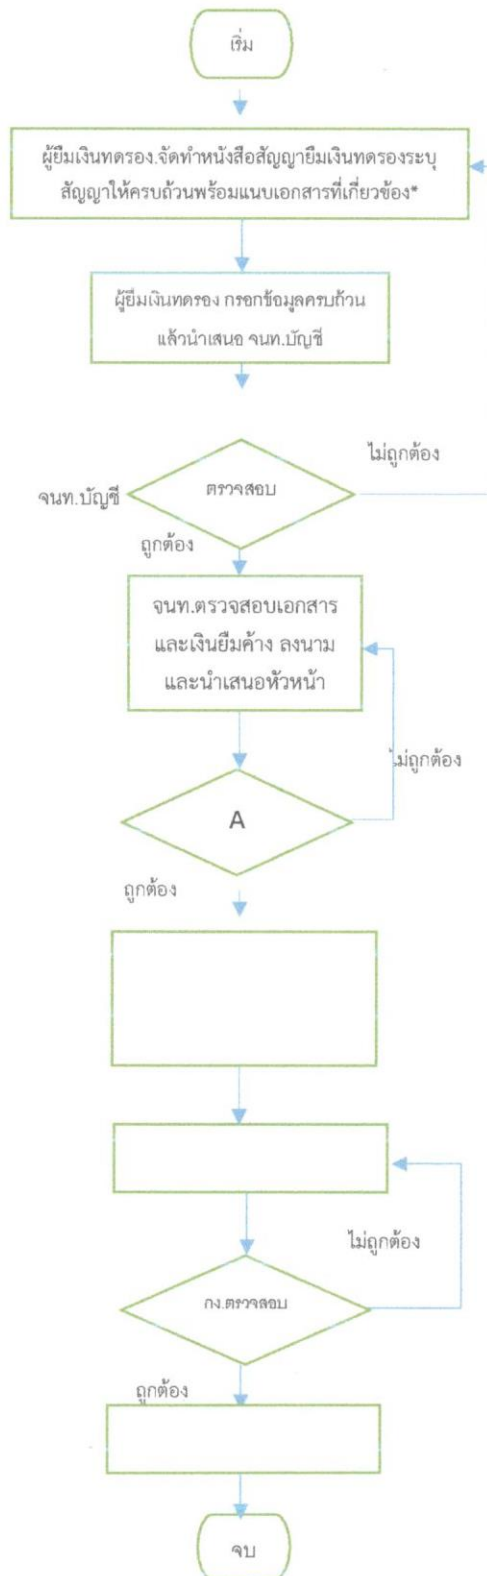 เริ่ม
ผู้ยืมเงินทดรอง.จัดทำหนังสือสัญญายืมเงินทดรองระบุ
สัญญาให้ครบถ้วนพร้อมแนบเอกสารที่เกี่ยวข้อง*
ผู้ยืมเงินทดรอง กรอกข้อมูลครบถ้วน
แล้วนำเสนอ จนท.บัญชี
ไม่ถูกต้อง
จนท.บัญชี
ตรวจสอบ
ถูกต้อง
จนท.ตรวจสอบเอกสาร
และเงินยืมค้าง ลงนาม
และนำเสนอหัวหน้า
ไม่ถูกต้อง
A
ถูกต้อง
ไม่ถูกต้อง
กง.ตรวจสอบ
ถูกต้อง
จบ